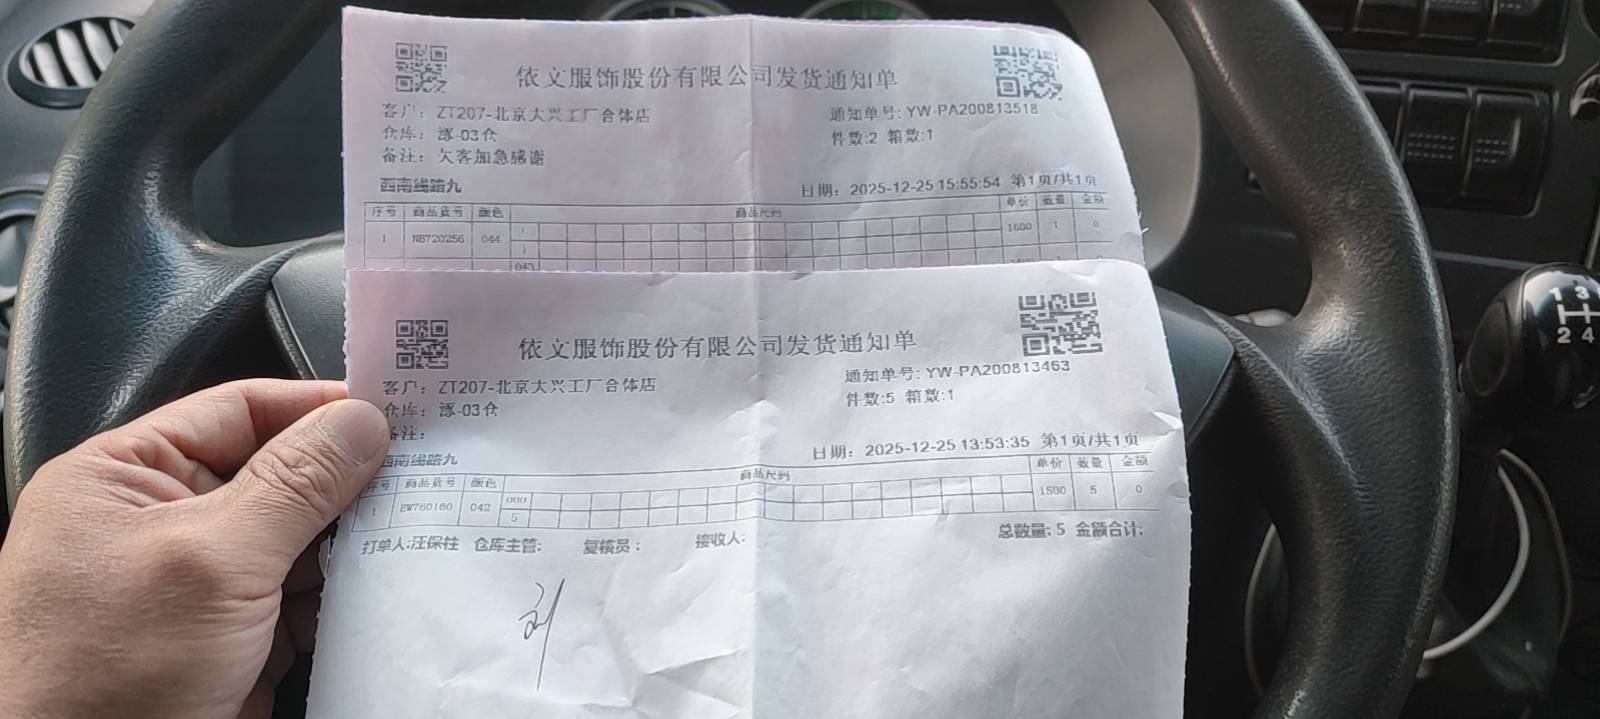 依文服饰股份有限公司发货通知单
客户：ZT207-北京大兴工厂合体店
通知单号: YW-PA200813518
仓库：涿-03仓
件数:2 箱数:1
备注：欠客加急感谢
西南线路九
日期：2025-12-25 15:55:54 第1页/共1页
序号 商品货号 颜色 商品尺码 单价 数量 金额
1 NB720256 044 1 1 1680 1 0
043
依文服饰股份有限公司发货通知单
客户：ZT207-北京大兴工厂合体店
通知单号: YW-PA200813463
仓库：涿-03仓
件数:5 箱数:1
备注：
西南线路九
日期：2025-12-25 13:53:35 第1页/共1页
序号 商品货号 颜色 商品尺码 单价 数量 金额
1 EW760160 042 000 5 1580 5 0
总数量: 5 金额合计:
打单人:汪保柱 仓库主管: 复核员： 接收人:
刘
1 3
2 4